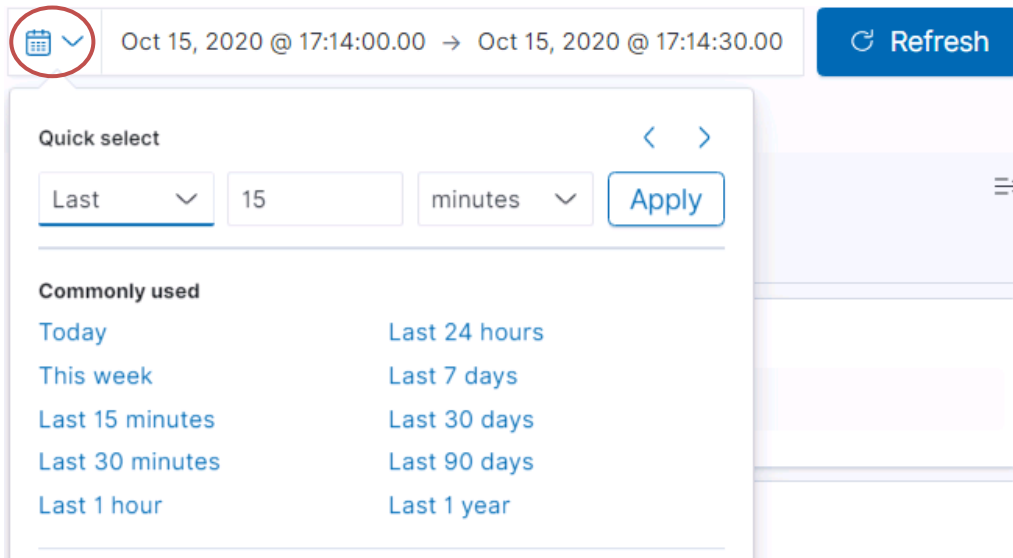 Oct 15, 2020 @ 17:14:00.00 → Oct 15, 2020 @ 17:14:30.00 Refresh
Quick select
Last 15 minutes Apply
Commonly used
Today Last 24 hours
This week Last 7 days
Last 15 minutes Last 30 days
Last 30 minutes Last 90 days
Last 1 hour Last 1 year